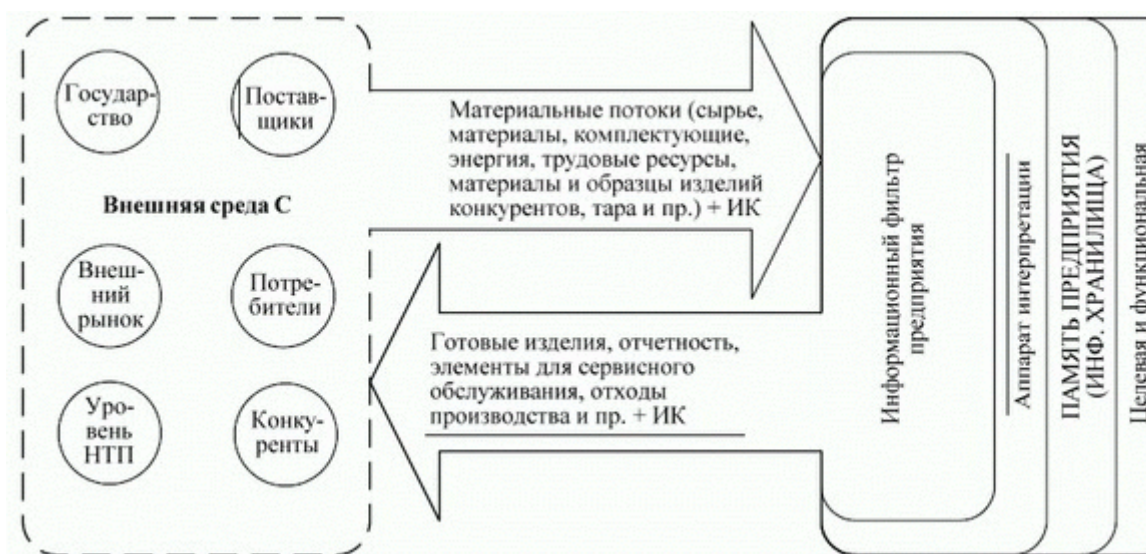 Государ-
ство
Постав-
щики
Внешняя среда С
Внеш-
ний
рынок
Потре-
бители
Уро-
вень
НТП
Конку-
ренты
Материальные потоки (сырье,
материалы, комплектующие,
энергия, трудовые ресурсы,
материалы и образцы изделий
конкурентов, тара и пр.) + ИК
Готовые изделия, отчетность,
элементы для сервисного
обслуживания, отходы
производства и пр. + ИК
Информационный фильтр
предприятия
Аппарат интерпретации
ПАМЯТЬ ПРЕДПРИЯТИЯ
(ИНФ. ХРАНИЛИЩА)
Целевая и функциональная